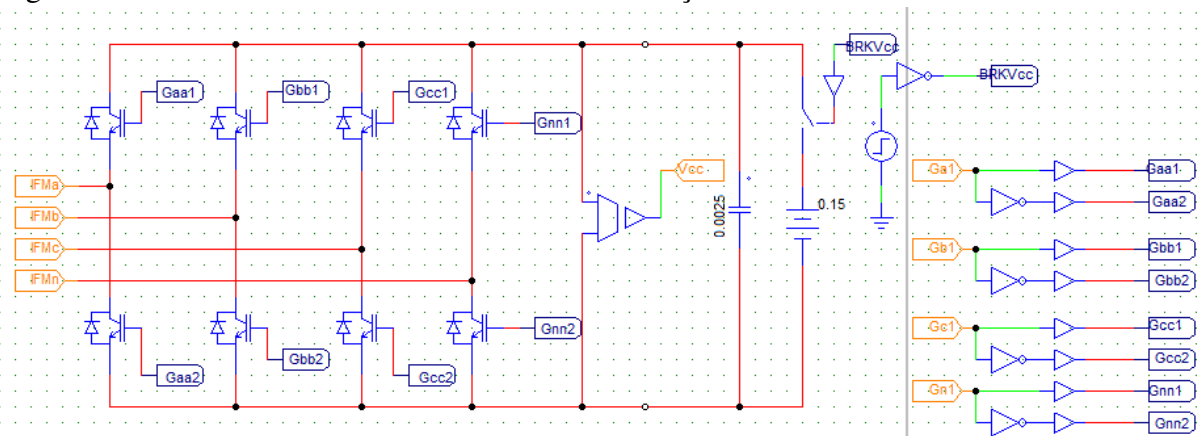 BRKVcc
BRKVcc
Gaa1
Gbb1
Gcc1
Gnn1
IFMa
IFMb
IFMc
IFMn
Vcc
0.0025
0.15
Gaa2
Gbb2
Gcc2
Gnn2
Ga1
Gaa1
Gaa2
Gb1
Gbb1
Gbb2
Gc1
Gcc1
Gcc2
Gn1
Gnn1
Gnn2